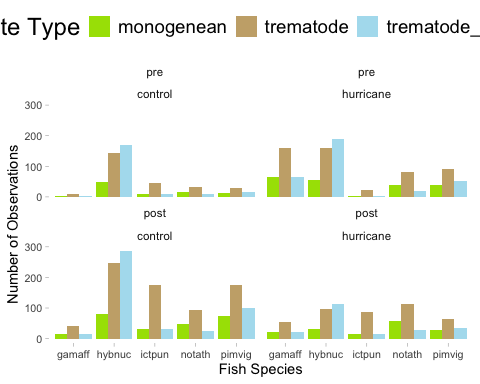 te Type monogenean trematode trematode_
pre pre
control hurricane
300
200
100
0
post post
control hurricane
300
200
100
0
Number of Observations
gamaff hybnuc ictpun notath pimvig gamaff hybnuc ictpun notath pimvig
Fish Species